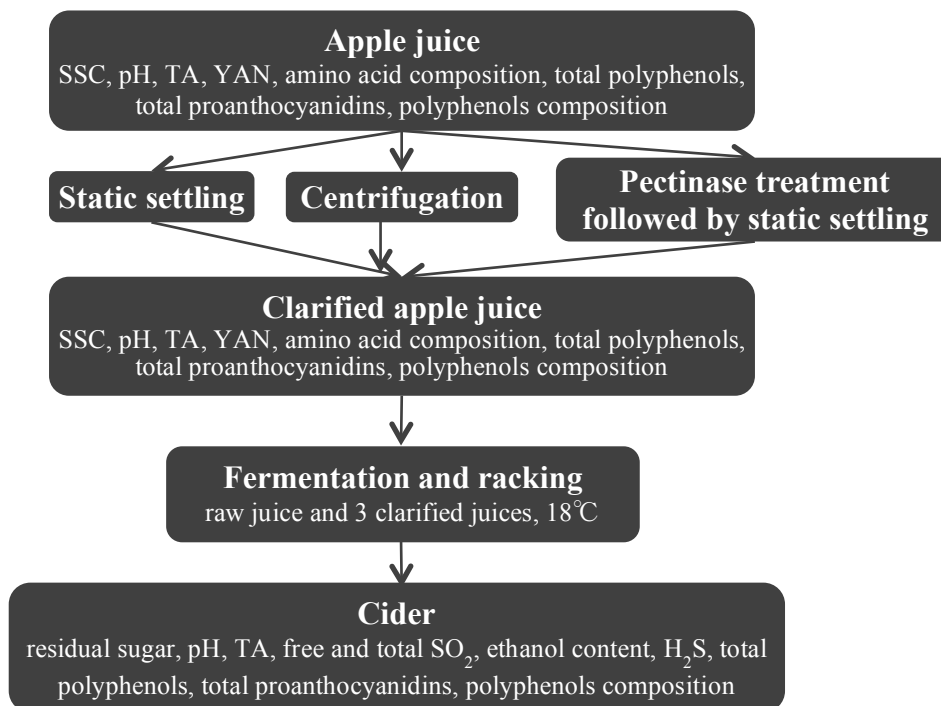 Apple juice
SSC, pH, TA, YAN, amino acid composition, total polyphenols,
total proanthocyanidins, polyphenols composition
Static settling
Centrifugation
Pectinase treatment
followed by static settling
Clarified apple juice
SSC, pH, TA, YAN, amino acid composition, total polyphenols,
total proanthocyanidins, polyphenols composition
Fermentation and racking
raw juice and 3 clarified juices, 18℃
Cider
residual sugar, pH, TA, free and total SO₂, ethanol content, H₂S, total
polyphenols, total proanthocyanidins, polyphenols composition